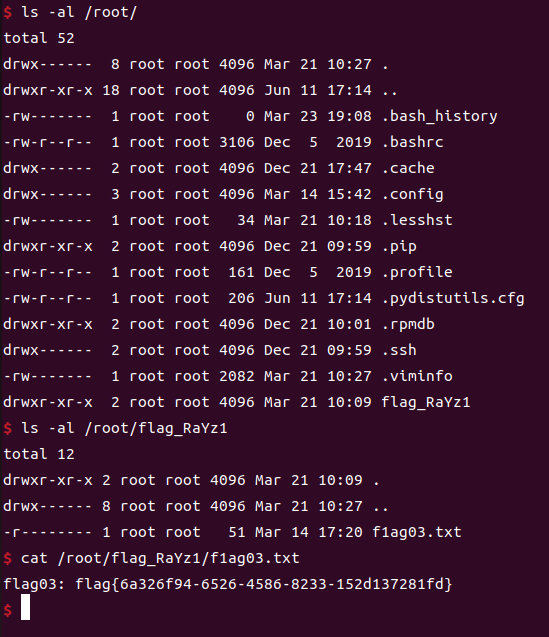 $ ls -al /root/
total 52
drwx------  8 root root 4096 Mar 21 10:27 .
drwxr-xr-x 18 root root 4096 Jun 11 17:14 ..
-rw-------  1 root root    0 Mar 23 19:08 .bash_history
-rw-r--r--  1 root root 3106 Dec  5  2019 .bashrc
drwx------  2 root root 4096 Dec 21 17:47 .cache
drwx------  3 root root 4096 Mar 14 15:42 .config
-rw-------  1 root root   34 Mar 21 10:18 .lesshst
drwxr-xr-x  2 root root 4096 Dec 21 09:59 .pip
-rw-r--r--  1 root root  161 Dec  5  2019 .profile
-rw-r--r--  1 root root  206 Jun 11 17:14 .pydistutils.cfg
drwxr-xr-x  2 root root 4096 Dec 21 10:01 .rpmdb
drwx------  2 root root 4096 Dec 21 09:59 .ssh
-rw-------  1 root root 2082 Mar 21 10:27 .viminfo
drwxr-xr-x  2 root root 4096 Mar 21 10:09 flag_RaYz1
$ ls -al /root/flag_RaYz1
total 12
drwxr-xr-x 2 root root 4096 Mar 21 10:09 .
drwx------ 8 root root 4096 Mar 21 10:27 ..
-r-------- 1 root root   51 Mar 14 17:20 f1ag03.txt
$ cat /root/flag_RaYz1/f1ag03.txt
flag03: flag{6a326f94-6526-4586-8233-152d137281fd}
$